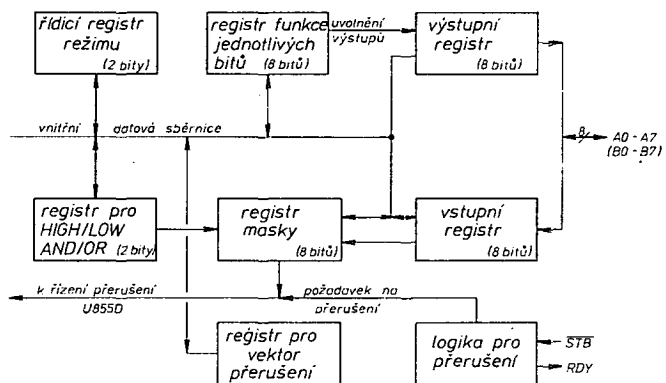 řídicí registr
režimu
(2 bity)
registr funkce
jednotlivých
bitů (8 bitů)
uvolnění
výstupů
výstupní
registr
(8 bitů)
vnitřní datová sběrnice
8/
A0 - A7
(B0 - B7)
registr pro
HIGH/LOW
AND/OR (2 bity)
registr
masky
(8 bitů)
vstupní
registr
(8 bitů)
k řízení přerušení
U855D
požadavek na
přerušení
registr pro
vektor
přerušení
logika pro
přerušení
STB
RDY